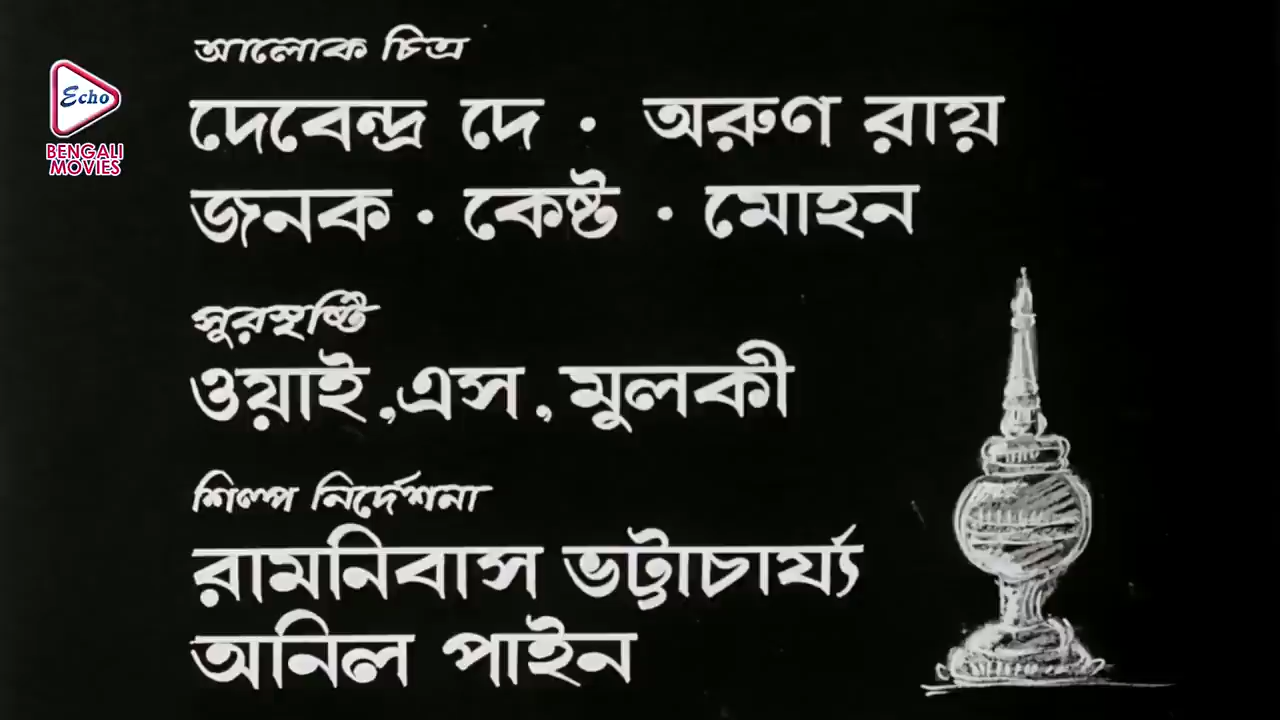 আলোক চিত্র
Echo
BENGALI
MOVIES
দেবেন্দ্র দে · অরুণ রায়
জনক · কেষ্ট · মোহন
সুরসৃষ্টি
ওয়াই,এস,মুলকী
শিল্প নির্দেশনা
রামনিবাস ভট্টাচার্য্য
অনিল পাইন